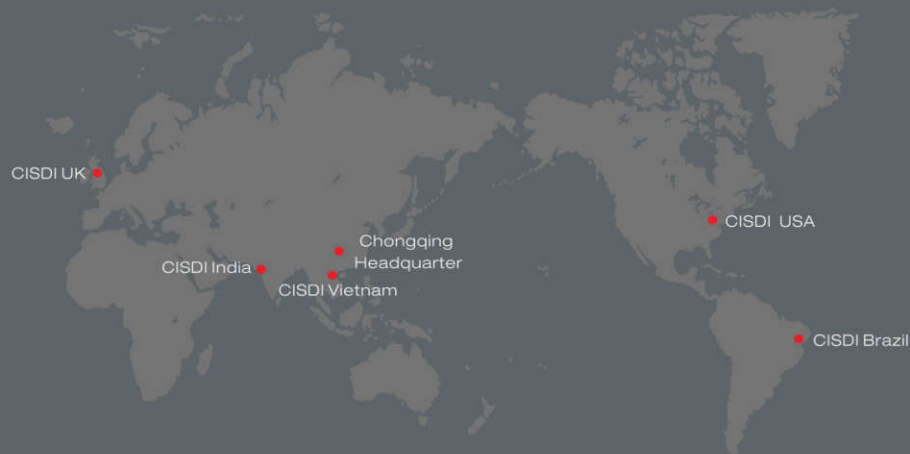 CISDI UK
CISDI USA
Chongqing
Headquarter
CISDI India
CISDI Vietnam
CISDI Brazil